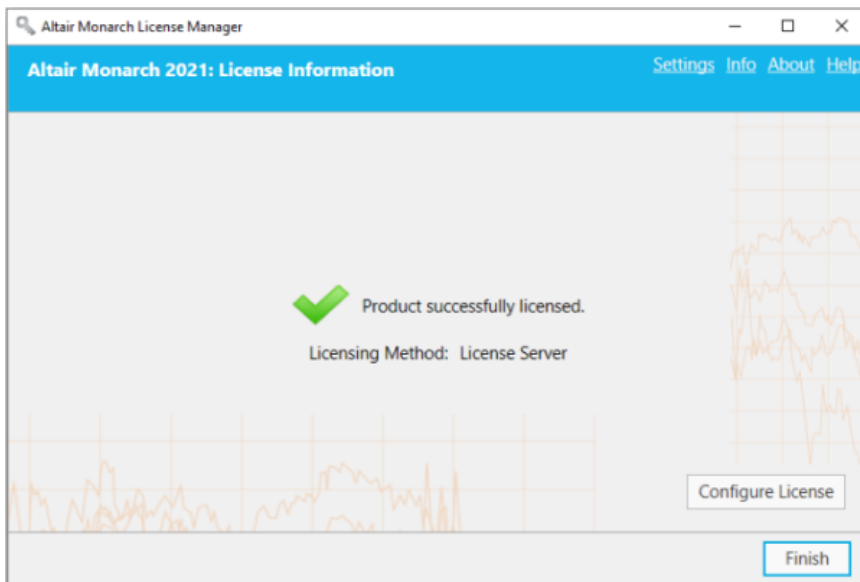 Altair Monarch License Manager
Altair Monarch 2021: License Information
Settings Info About Help
Product successfully licensed.
Licensing Method: License Server
Configure License
Finish